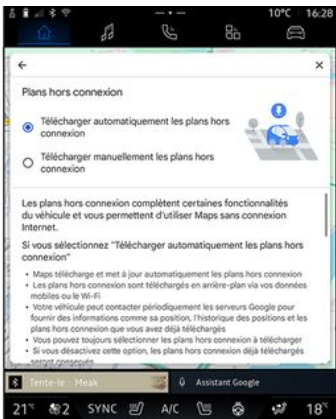 10°C 16:28
Plans hors connexion
Télécharger automatiquement les plans hors
connexion
Télécharger manuellement les plans hors
connexion
Les plans hors connexion complètent certaines fonctionnalités
du véhicule et vous permettent d'utiliser Maps sans connexion
Internet.
Si vous sélectionnez "Télécharger automatiquement les plans hors
connexion"
• Maps télécharge et met à jour automatiquement les plans hors connexion
• Les plans hors connexion sont téléchargés en arrière-plan via vos données
mobiles ou le Wi-Fi
• Votre véhicule peut contacter périodiquement les serveurs Google pour
fournir des informations comme sa position, l'historique des positions et les
plans hors connexion que vous avez déjà téléchargés
• Vous pouvez toujours sélectionner les plans hors connexion à télécharger
• Si vous désactivez cette option, les plans hors connexion déjà téléchargés
seront conservés
Tente-le · Meak
Assistant Google
21° 2 SYNC A/C 18°